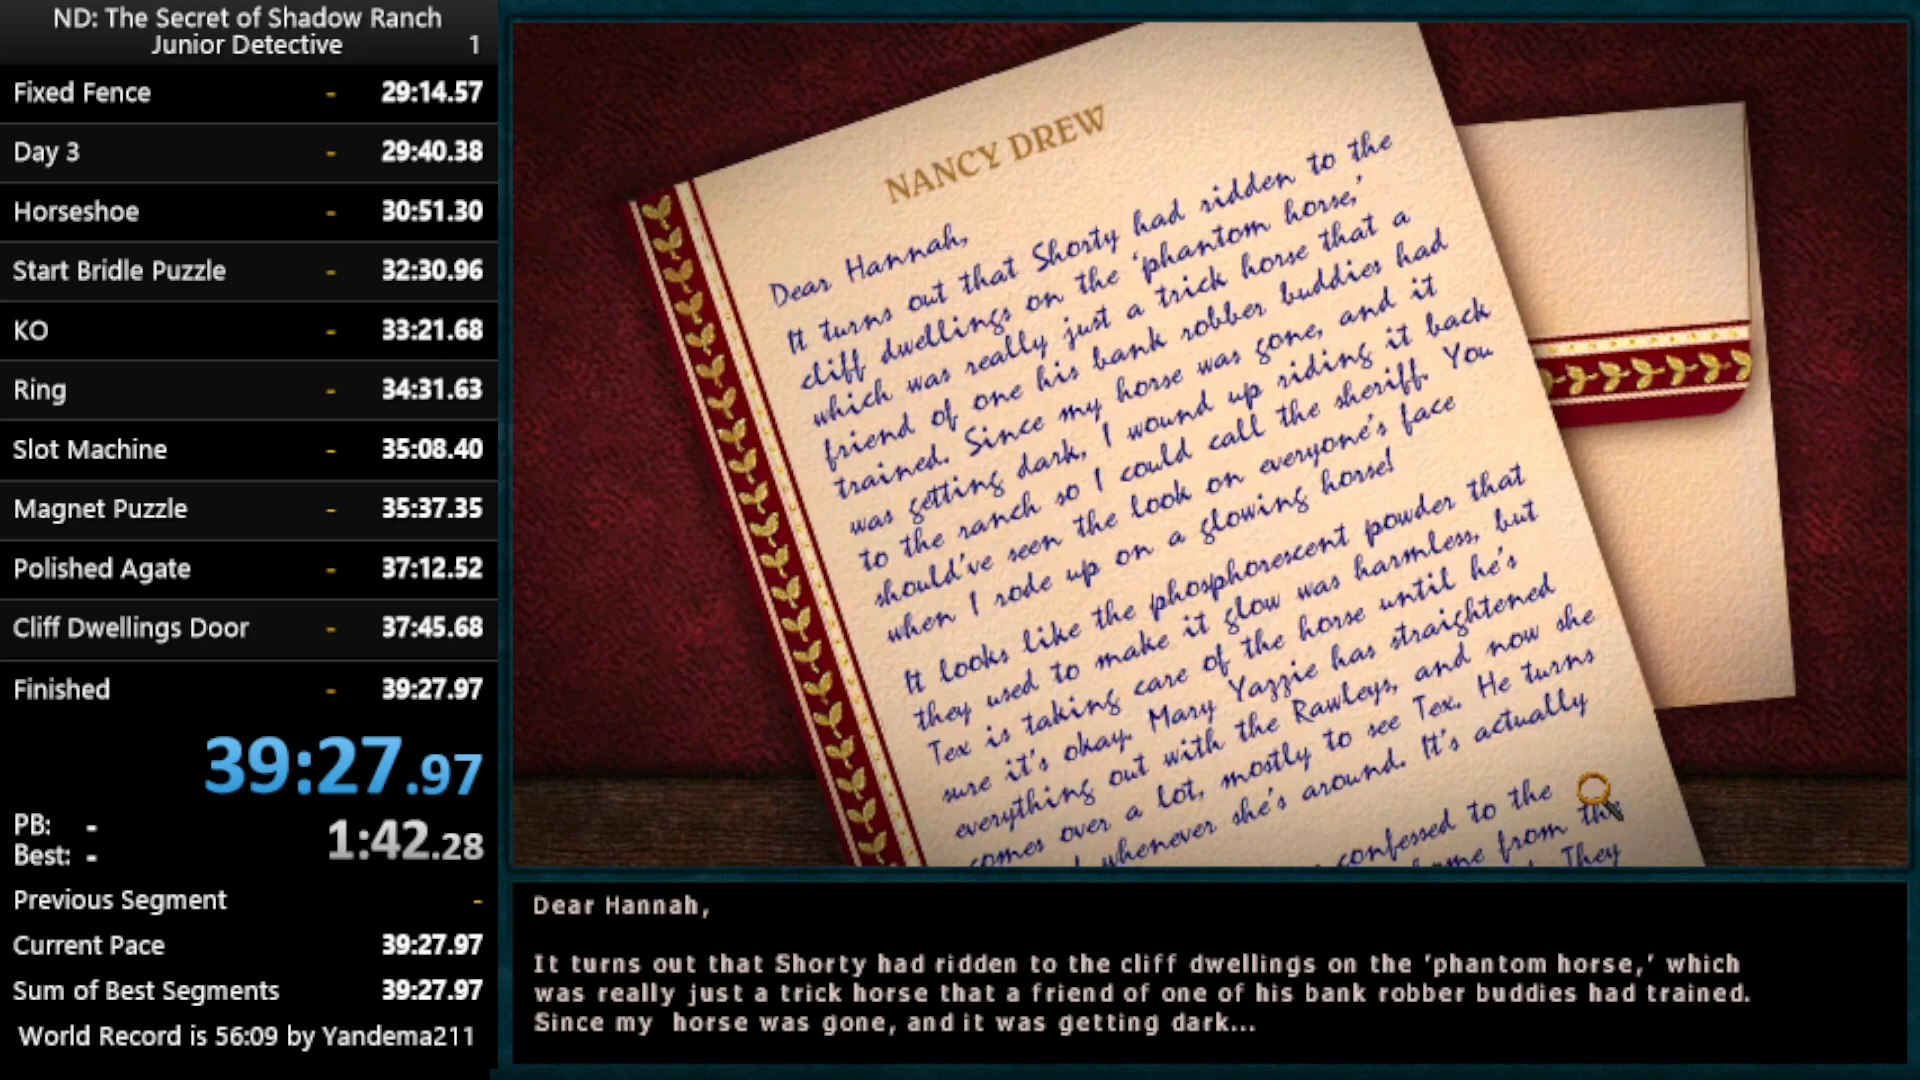 ND: The Secret of Shadow Ranch
Junior Detective 1
Fixed Fence - 29:14.57
Day 3 - 29:40.38
Horseshoe - 30:51.30
Start Bridle Puzzle - 32:30.96
KO - 33:21.68
Ring - 34:31.63
Slot Machine - 35:08.40
Magnet Puzzle - 35:37.35
Polished Agate - 37:12.52
Cliff Dwellings Door - 37:45.68
Finished - 39:27.97
39:27.97
PB: - 1:42.28
Best: -
Previous Segment -
Current Pace 39:27.97
Sum of Best Segments 39:27.97
World Record is 56:09 by Yandema211
NANCY DREW
Dear Hannah,
It turns out that Shorty had ridden to the
cliff dwellings on the 'phantom horse,'
which was really just a trick horse that a
friend of one his bank robber buddies had
trained. Since my horse was gone, and it
was getting dark, I wound up riding it back
to the ranch so I could call the sheriff. You
should've seen the look on everyone's face
when I rode up on a glowing horse!
It looks like the phosphorescent powder that
they used to make it glow was harmless, but
Tex is taking care of the horse until he's
sure it's okay. Mary Yazzie has straightened
everything out with the Rawleys, and now she
comes over a lot, mostly to see Tex. He turns
whenever she's around. It's actually
confessed to the
from the
They
Dear Hannah,
It turns out that Shorty had ridden to the cliff dwellings on the 'phantom horse,' which
was really just a trick horse that a friend of one of his bank robber buddies had trained.
Since my horse was gone, and it was getting dark...